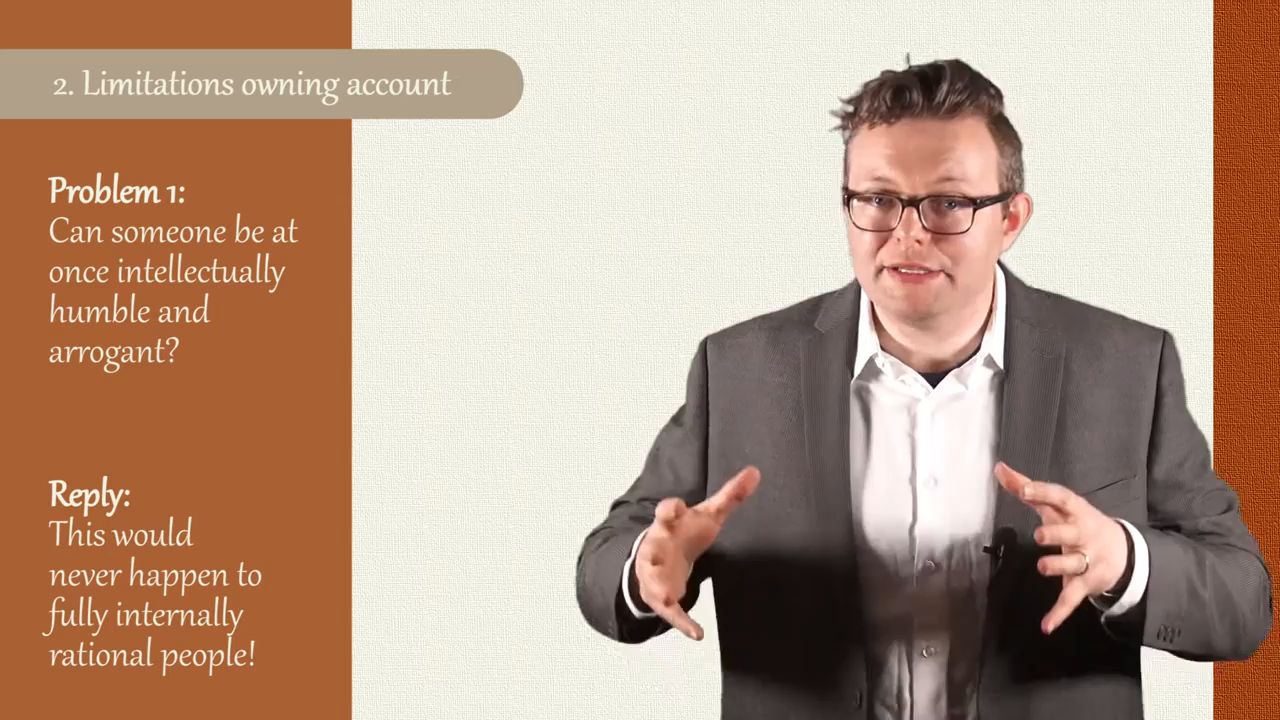 2. Limitations owning account
Problem 1:
Can someone be at
once intellectually
humble and
arrogant?
Reply:
This would
never happen to
fully internally
rational people!